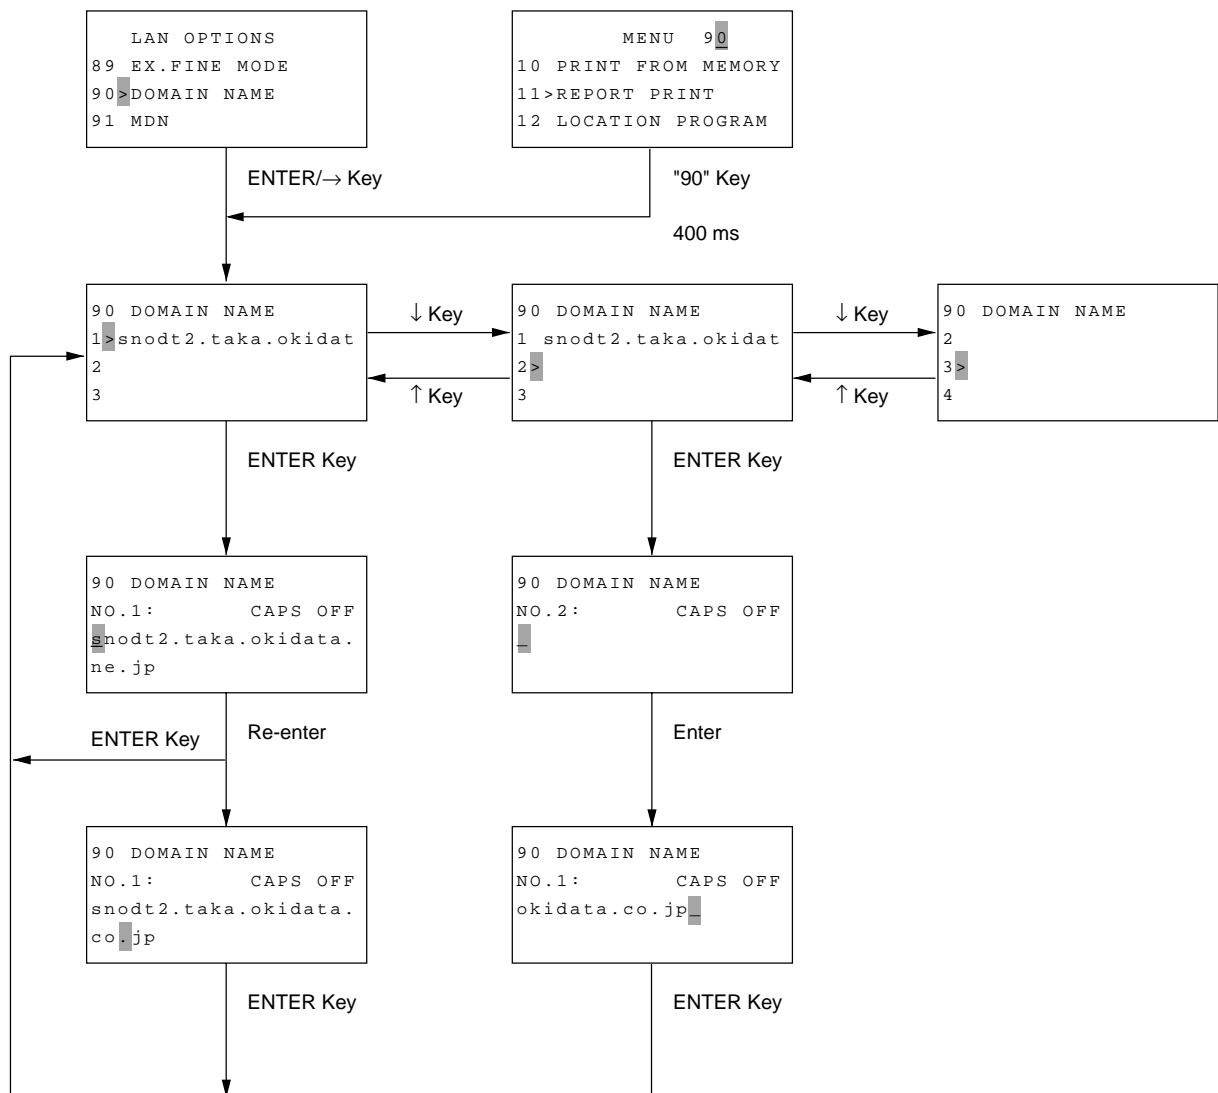 LAN OPTIONS
89 EX.FINE MODE
90>DOMAIN NAME
91 MDN
MENU 90
10 PRINT FROM MEMORY
11>REPORT PRINT
12 LOCATION PROGRAM
ENTER/→ Key
"90" Key
400 ms
90 DOMAIN NAME
1>snodt2.taka.okidat
2
3
↓ Key
↑ Key
90 DOMAIN NAME
1 snodt2.taka.okidat
2>
3
↓ Key
↑ Key
90 DOMAIN NAME
2
3>
4
ENTER Key
ENTER Key
90 DOMAIN NAME
NO.1: CAPS OFF
snodt2.taka.okidata.
ne.jp
90 DOMAIN NAME
NO.2: CAPS OFF
_
ENTER Key
Re-enter
Enter
90 DOMAIN NAME
NO.1: CAPS OFF
snodt2.taka.okidata.
co.jp
90 DOMAIN NAME
NO.1: CAPS OFF
okidata.co.jp_
ENTER Key
ENTER Key